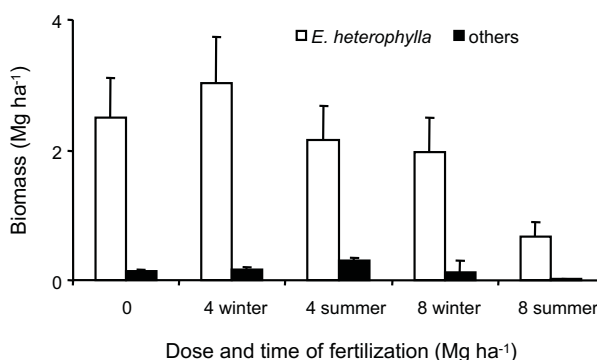 4
E. heterophylla others
Biomass (Mg ha-1)
2
0
0 4 winter 4 summer 8 winter 8 summer
Dose and time of fertilization (Mg ha-1)